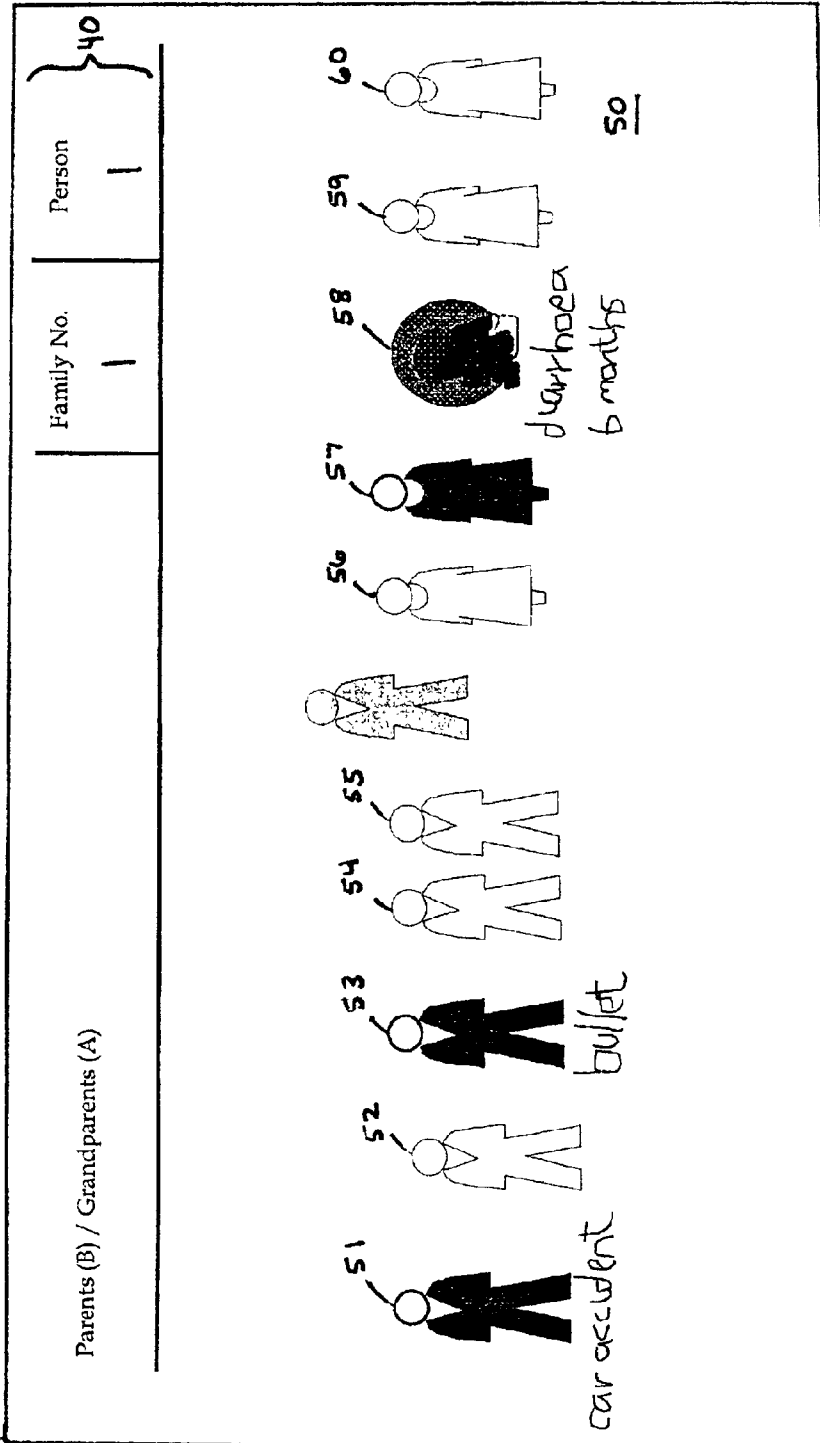 Parents (B) / Grandparents (A)
Family No.
Person
40
1
1
51
52
53
54
55
56
57
58
59
60
car accident
bullet
diarrhoea
6 months
50